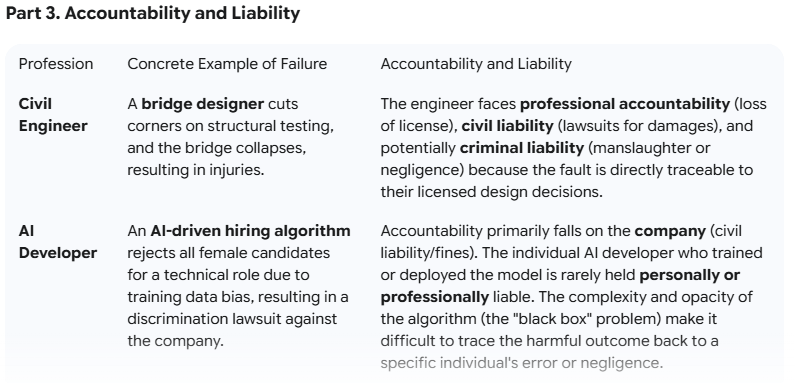 Part 3. Accountability and Liability
Profession Concrete Example of Failure Accountability and Liability
Civil Engineer
A bridge designer cuts
corners on structural testing,
and the bridge collapses,
resulting in injuries.
The engineer faces professional accountability (loss
of license), civil liability (lawsuits for damages), and
potentially criminal liability (manslaughter or
negligence) because the fault is directly traceable to
their licensed design decisions.
AI
Developer
An AI-driven hiring algorithm
rejects all female candidates
for a technical role due to
training data bias, resulting in a
discrimination lawsuit against
the company.
Accountability primarily falls on the company (civil
liability/fines). The individual AI developer who trained
or deployed the model is rarely held personally or
professionally liable. The complexity and opacity of
the algorithm (the "black box" problem) make it
difficult to trace the harmful outcome back to a
specific individual's error or negligence.